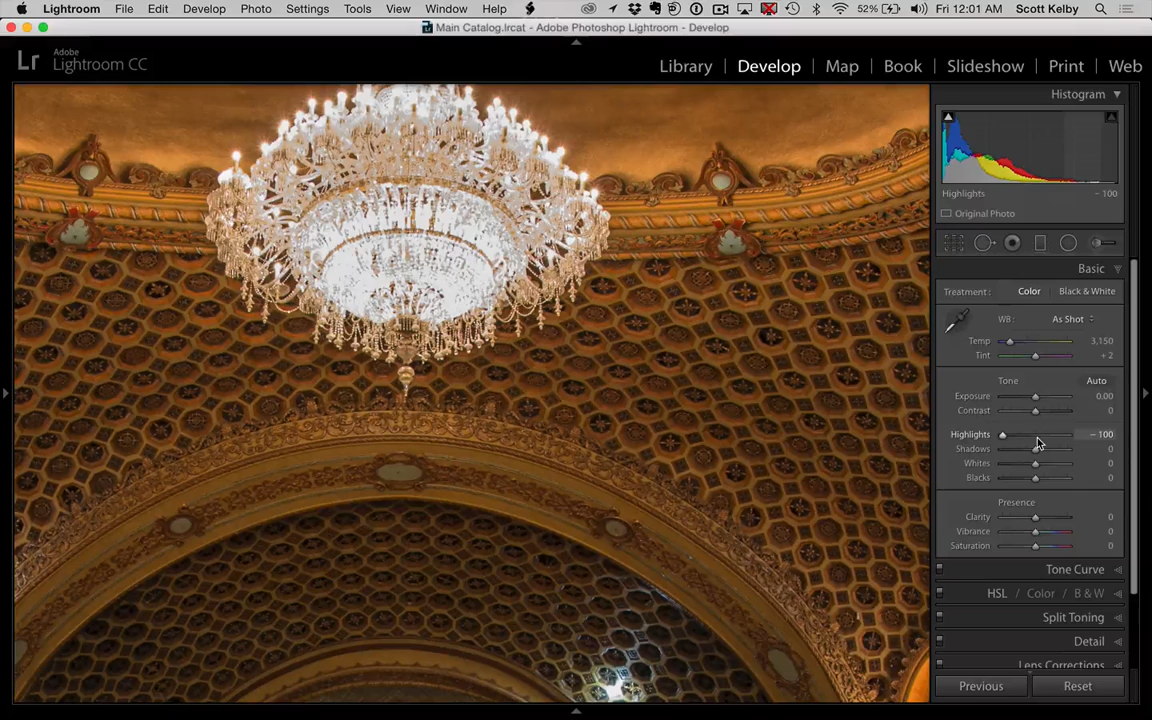 Lightroom File Edit Develop Photo Settings Tools View Window Help 52% Fri 12:01 AM Scott Kelby
Main Catalog.lrcat - Adobe Photoshop Lightroom - Develop
Lr Adobe Lightroom CC
Library Develop Map Book Slideshow Print Web
Histogram
Highlights - 100
Original Photo
Basic
Treatment : Color Black & White
WB : As Shot
Temp 3,150
Tint + 2
Tone Auto
Exposure 0.00
Contrast 0
Highlights - 100
Shadows 0
Whites 0
Blacks 0
Presence
Clarity 0
Vibrance 0
Saturation 0
Tone Curve
HSL / Color / B & W
Split Toning
Detail
Lens Corrections
Previous Reset